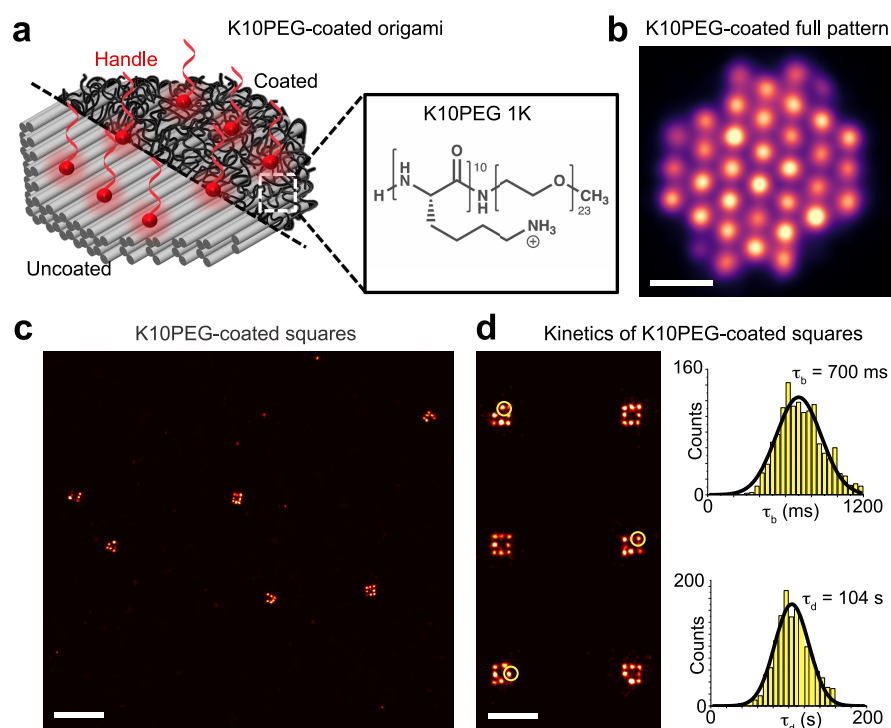 a
K10PEG-coated origami
Handle
Coated
Uncoated
K10PEG 1K
H
N
H
O
10
N
H
O
CH3
23
NH3
+
b
K10PEG-coated full pattern
c
K10PEG-coated squares
d
Kinetics of K10PEG-coated squares
160
τb = 700 ms
Counts
0
0
1200
τb (ms)
200
τd = 104 s
Counts
0
0
200
τd (s)